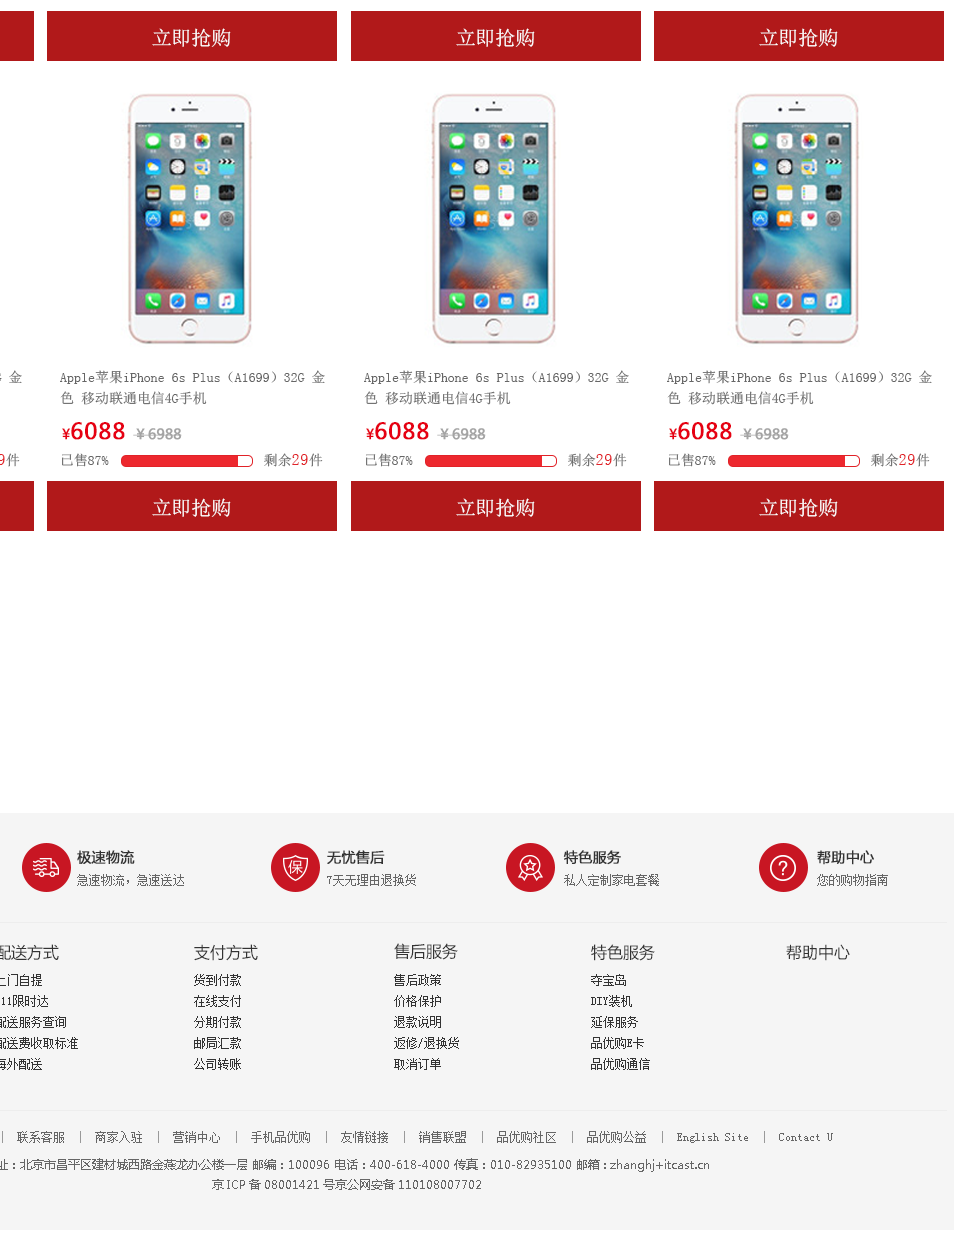 立即抢购 立即抢购 立即抢购
金 Apple苹果iPhone 6s Plus（A1699）32G 金 Apple苹果iPhone 6s Plus（A1699）32G 金 Apple苹果iPhone 6s Plus（A1699）32G 金
色 移动联通电信4G手机 色 移动联通电信4G手机 色 移动联通电信4G手机
¥6088 ￥6988 ¥6088 ￥6988 ¥6088 ￥6988
9件 已售87% 剩余29件 已售87% 剩余29件 已售87% 剩余29件
立即抢购 立即抢购 立即抢购
极速物流 无忧售后 特色服务 帮助中心
急速物流，急速送达 7天无理由退换货 私人定制家电套餐 您的购物指南
配送方式 支付方式 售后服务 特色服务 帮助中心
上门自提 货到付款 售后政策 夺宝岛
11限时达 在线支付 价格保护 DIY装机
配送服务查询 分期付款 退款说明 延保服务
配送费收取标准 邮局汇款 返修/退换货 品优购E卡
海外配送 公司转账 取消订单 品优购通信
| 联系客服 | 商家入驻 | 营销中心 | 手机品优购 | 友情链接 | 销售联盟 | 品优购社区 | 品优购公益 | English Site | Contact U
址：北京市昌平区建材城西路金燕龙办公楼一层 邮编：100096 电话：400-618-4000 传真：010-82935100 邮箱：zhanghj+itcast.cn
京ICP备08001421号京公网安备110108007702